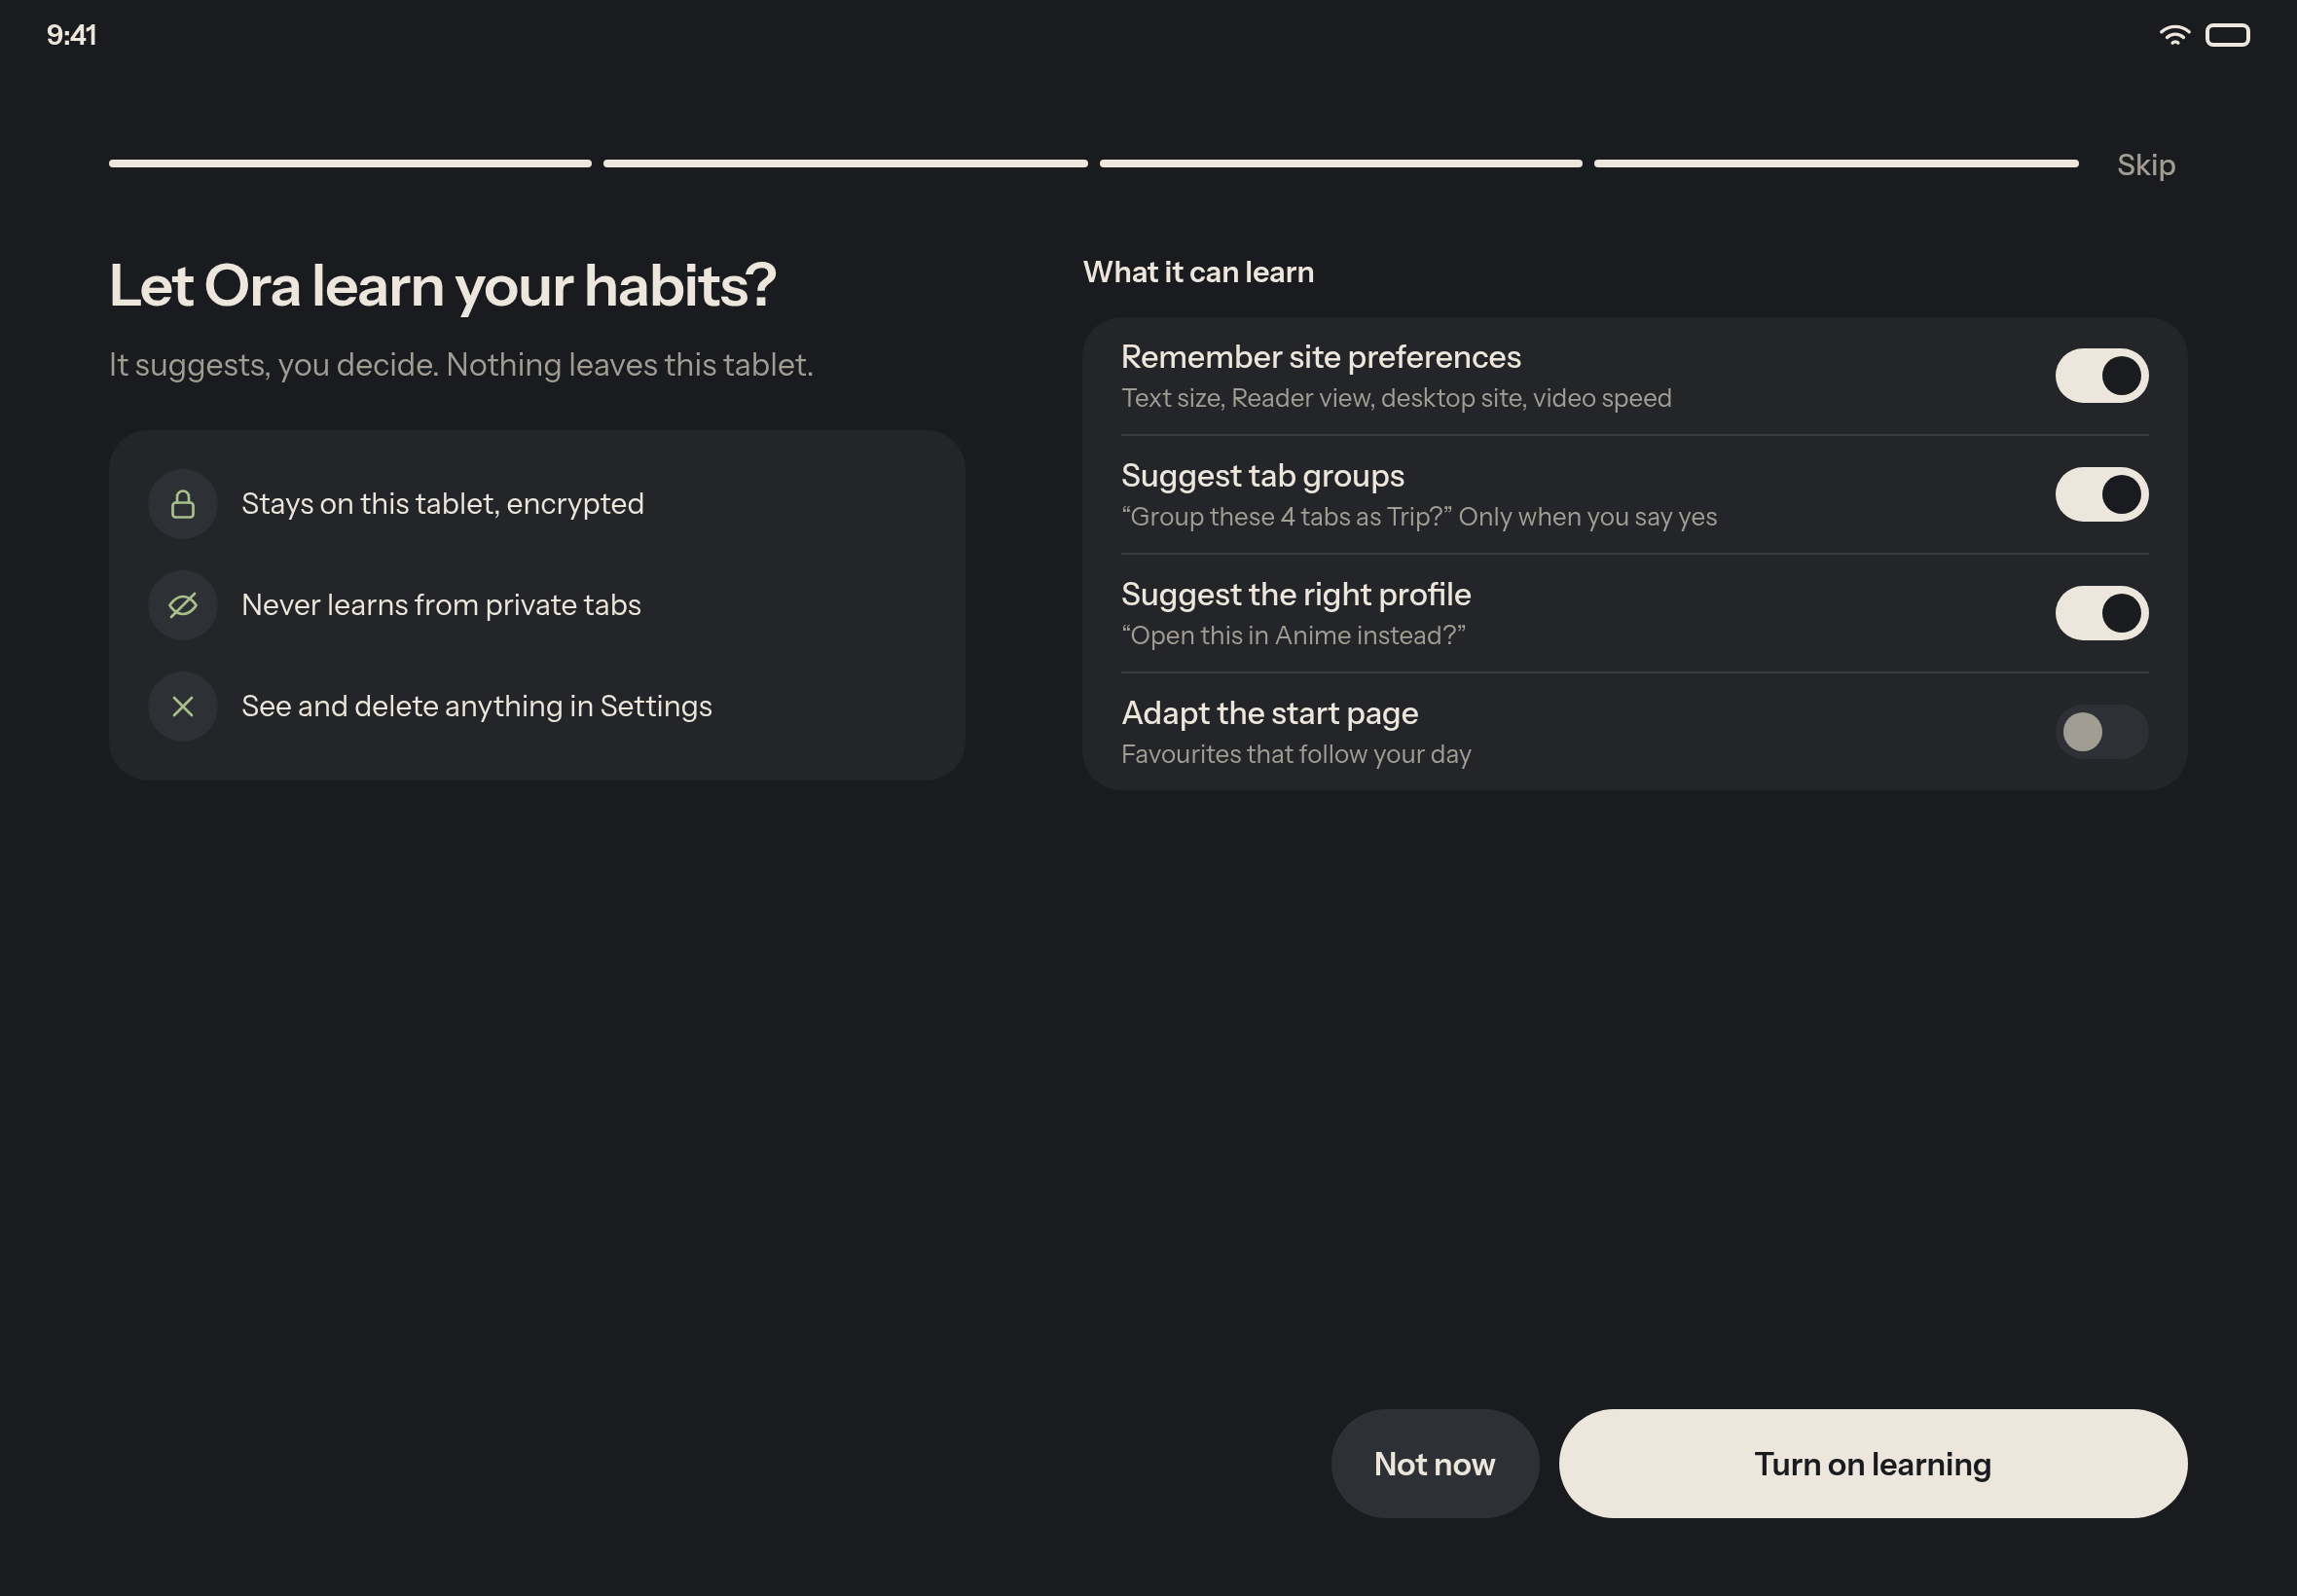 9:41
Skip
Let Ora learn your habits?
It suggests, you decide. Nothing leaves this tablet.
Stays on this tablet, encrypted
Never learns from private tabs
See and delete anything in Settings
What it can learn
Remember site preferences
Text size, Reader view, desktop site, video speed
Suggest tab groups
“Group these 4 tabs as Trip?” Only when you say yes
Suggest the right profile
“Open this in Anime instead?”
Adapt the start page
Favourites that follow your day
Not now
Turn on learning